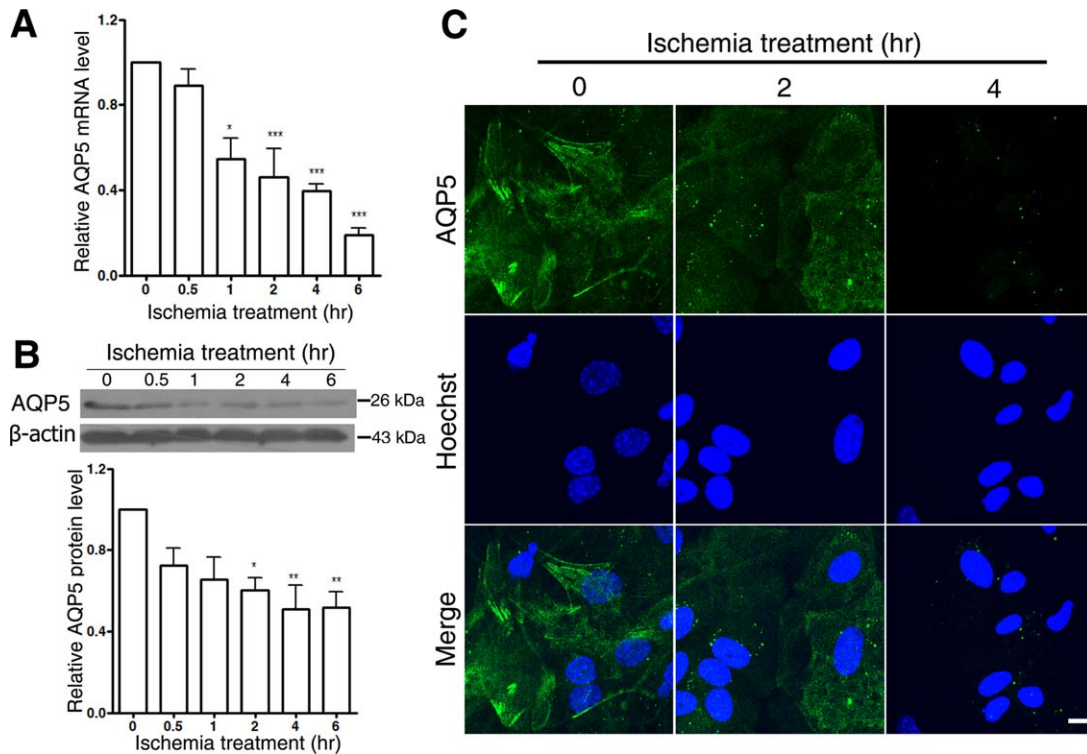 A
1.2
0.8
0.4
0.0
Relative AQP5 mRNA level
*
***
***
***
0 0.5 1 2 4 6
Ischemia treatment (hr)
B
Ischemia treatment (hr)
0 0.5 1 2 4 6
AQP5
26 kDa
β-actin
43 kDa
1.2
0.8
0.4
0.0
Relative AQP5 protein level
*
**
**
0 0.5 1 2 4 6
Ischemia treatment (hr)
C
Ischemia treatment (hr)
0 2 4
AQP5
Hoechst
Merge